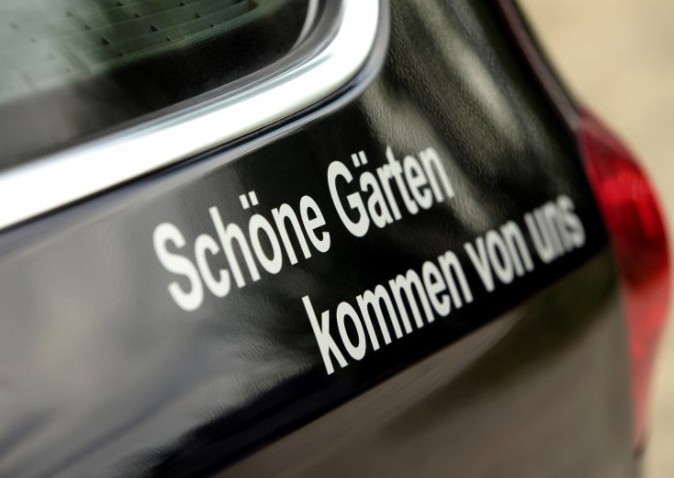 Schöne Gärten
kommen von uns